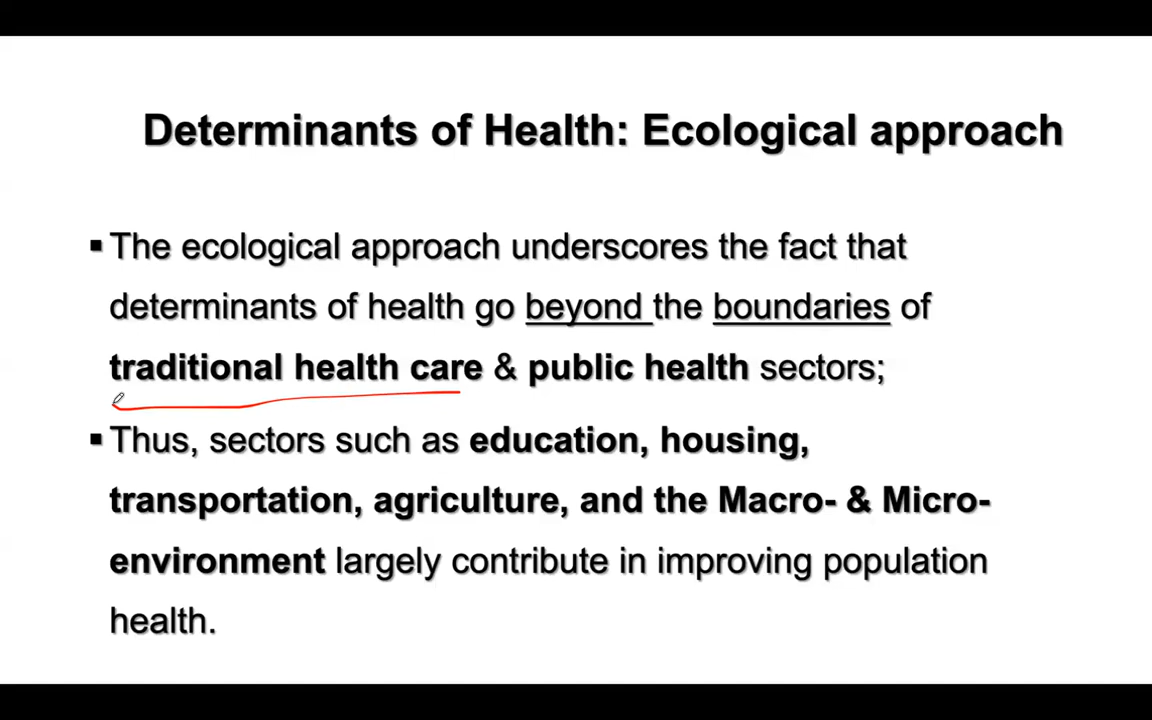 Determinants of Health: Ecological approach
▪ The ecological approach underscores the fact that
determinants of health go beyond the boundaries of
traditional health care & public health sectors;
▪ Thus, sectors such as education, housing,
transportation, agriculture, and the Macro- & Micro-
environment largely contribute in improving population
health.